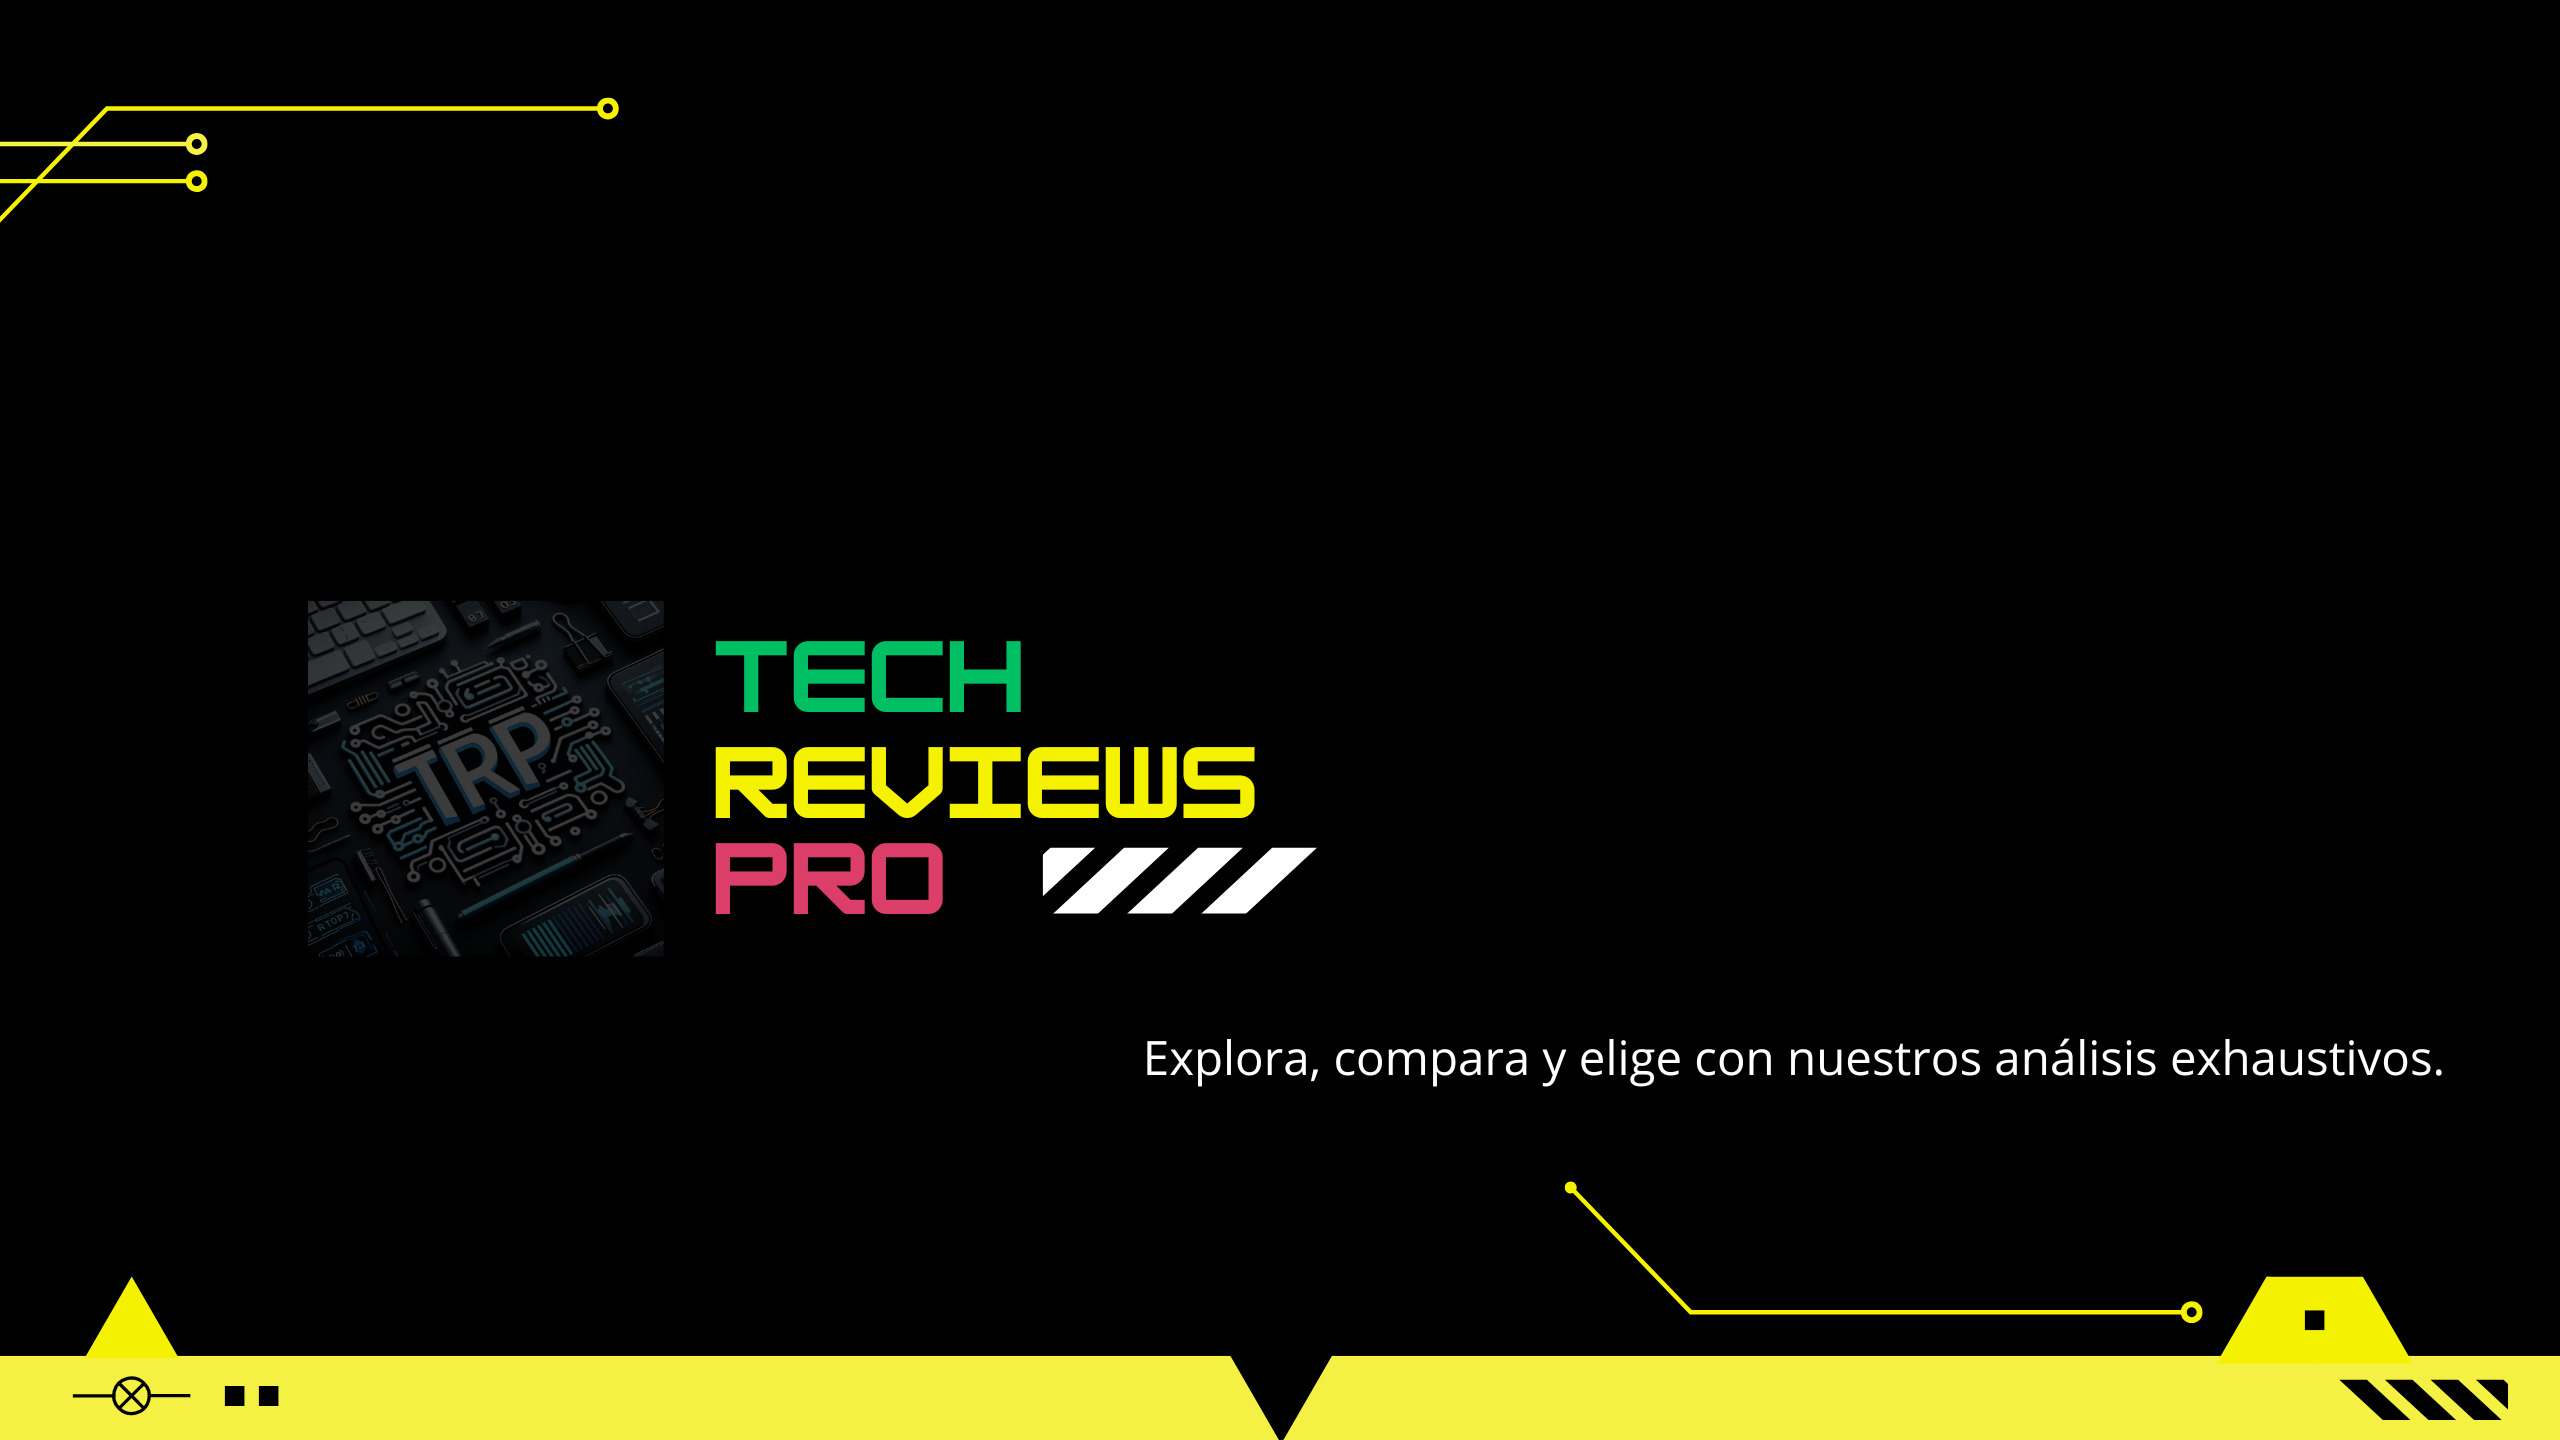 TRP
TECH
REVIEWS
PRO
Explora, compara y elige con nuestros análisis exhaustivos.